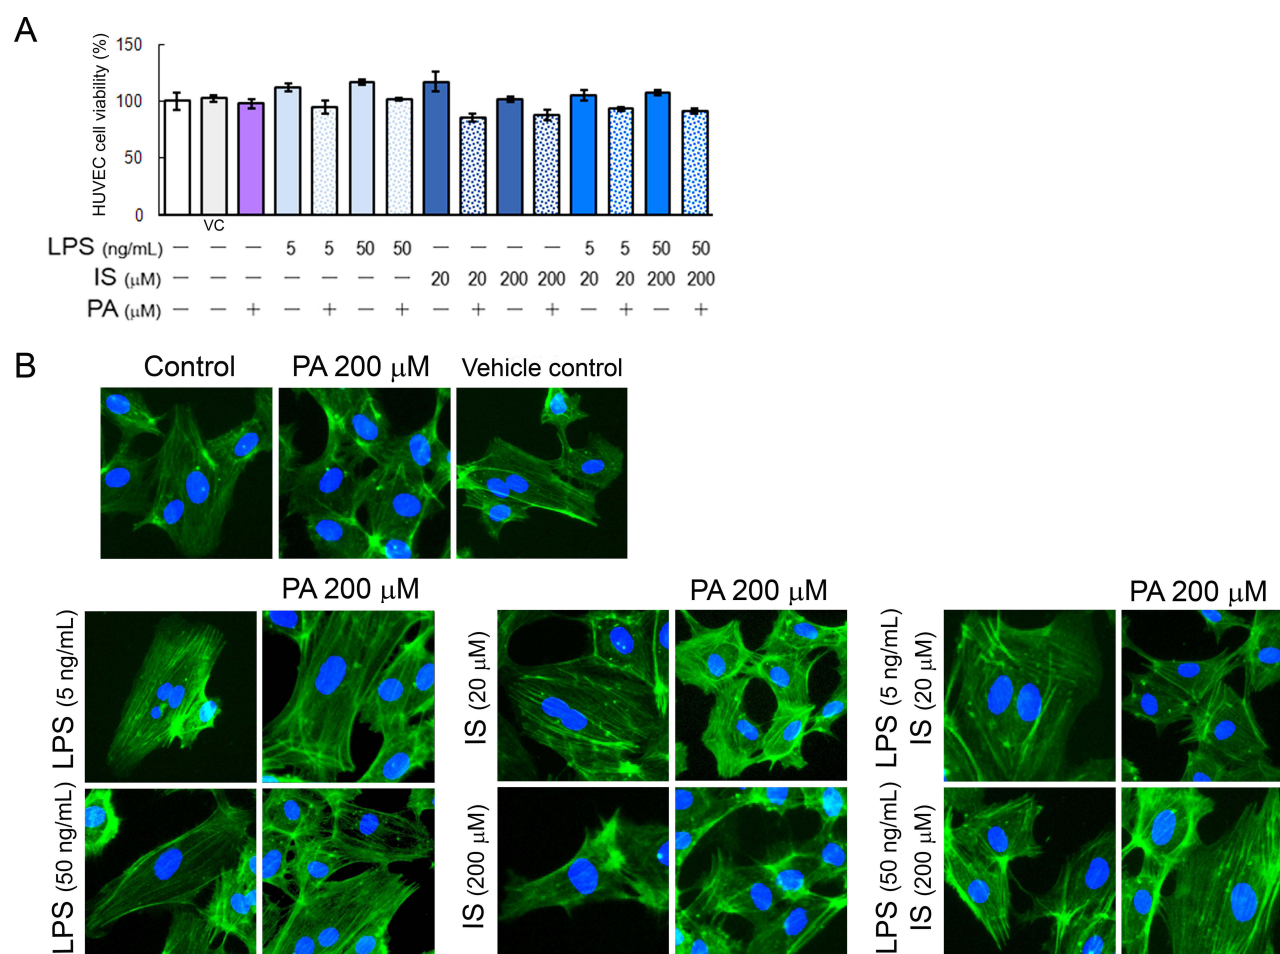 A
HUVEC cell viability (%)
150
100
50
0
VC
LPS (ng/mL) — — — 5 5 50 50 — — — — 5 5 50 50
IS (μM) — — — — — — — 20 20 200 200 20 20 200 200
PA (μM) — — + — + — + — + — + — + — +
B
Control PA 200 μM Vehicle control
PA 200 μM PA 200 μM PA 200 μM
LPS (5 ng/mL)
IS (20 μM)
LPS (5 ng/mL)
IS (20 μM)
LPS (50 ng/mL)
IS (200 μM)
LPS (50 ng/mL)
IS (200 μM)